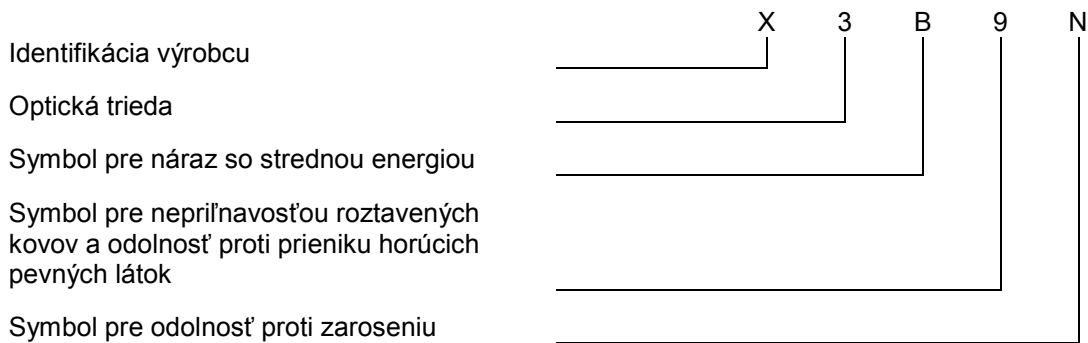 X 3 B 9 N
Identifikácia výrobcu
Optická trieda
Symbol pre náraz so strednou energiou
Symbol pre nepriľnavosťou roztavených
kovov a odolnosť proti prieniku horúcich
pevných látok
Symbol pre odolnosť proti zaroseniu